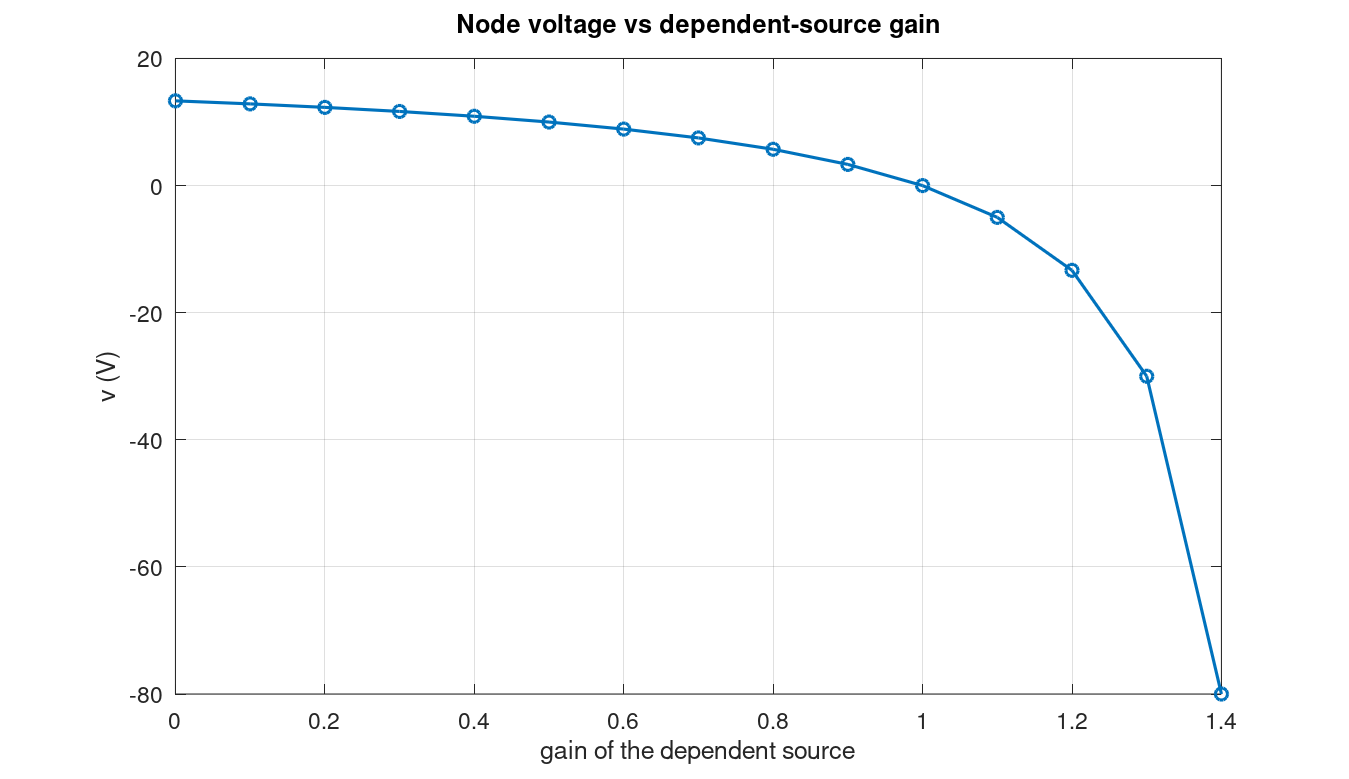 Node voltage vs dependent-source gain
20
0
-20
-40
-60
-80
v (V)
0 0.2 0.4 0.6 0.8 1 1.2 1.4
gain of the dependent source